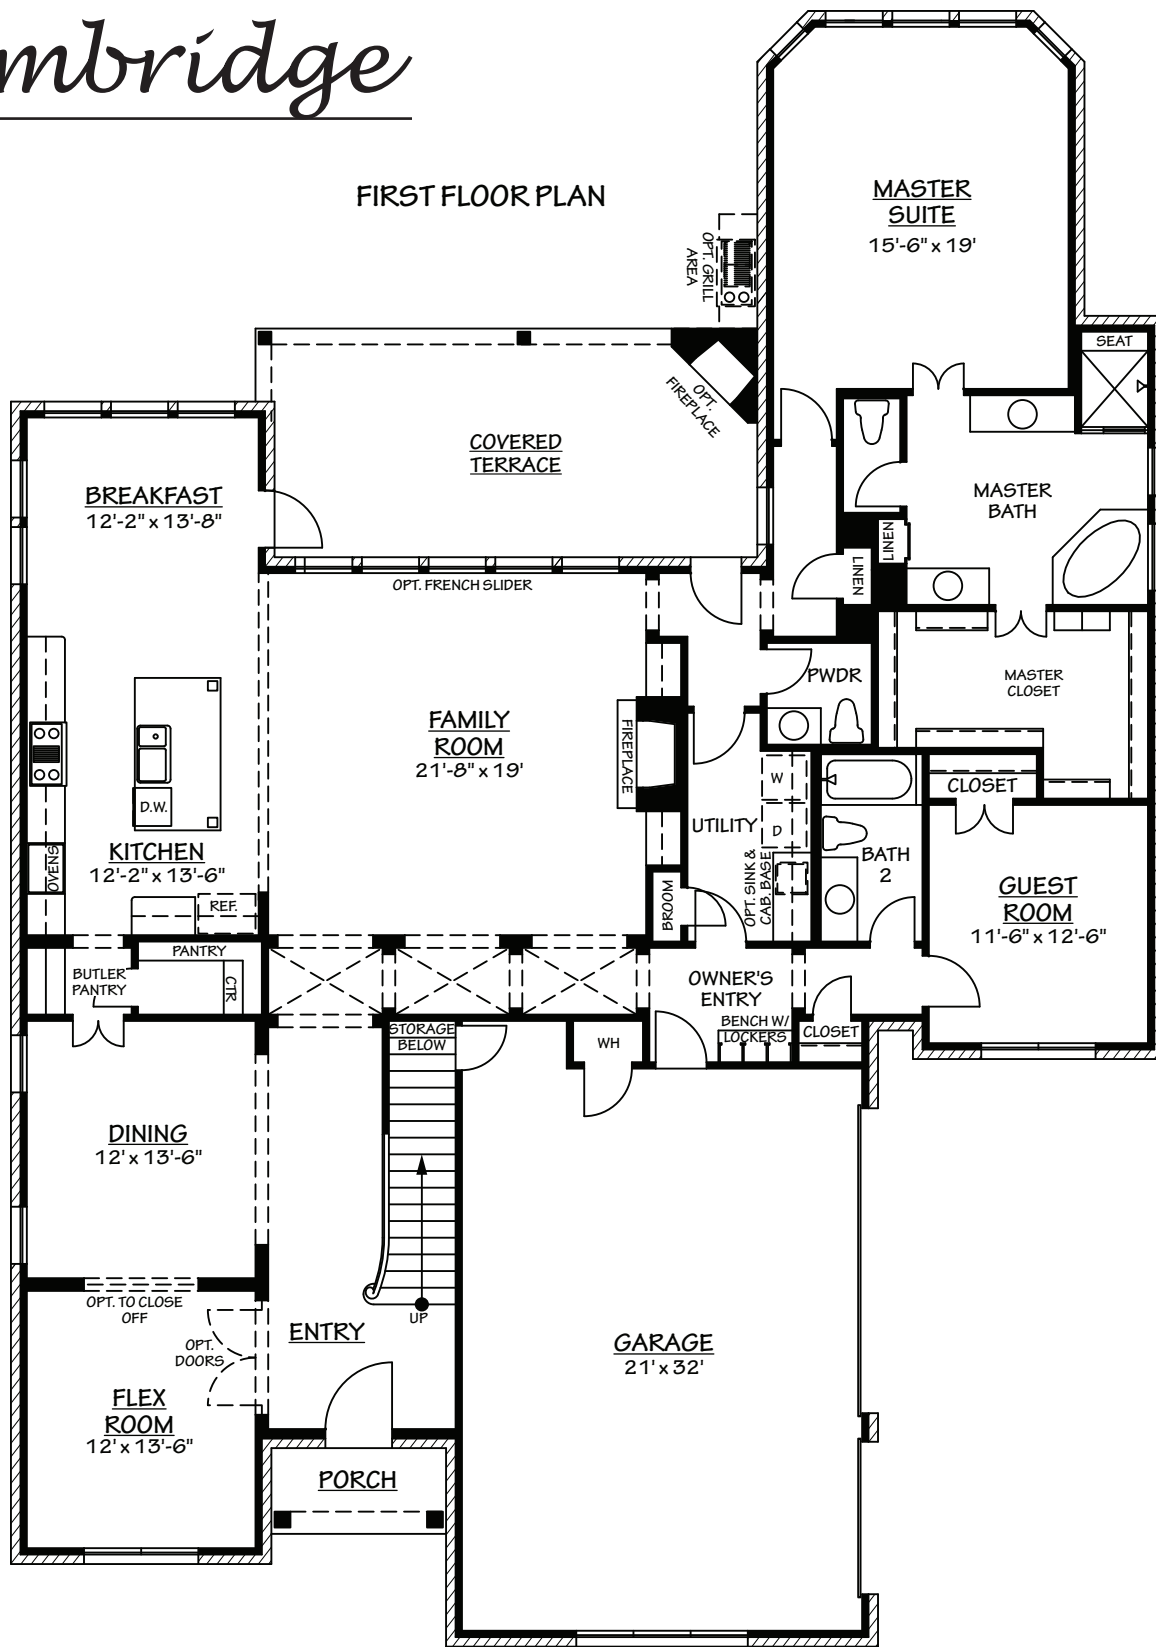 mbridge
FIRST FLOOR PLAN
MASTER
SUITE
15'-6" x 19'
OPT. GRILL
AREA
SEAT
OPT.
FIREPLACE
COVERED
TERRACE
BREAKFAST
12'-2" x 13'-8"
MASTER
BATH
LINEN
LINEN
OPT. FRENCH SLIDER
PWDR
MASTER
CLOSET
FAMILY
ROOM
21'-8" x 19'
FIREPLACE
W
D
CLOSET
D.W.
UTILITY
KITCHEN
12'-2" x 13'-6"
OVENS
REF.
BROOM
OPT. SINK &
CAB. BASE
BATH
2
GUEST
ROOM
11'-6" x 12'-6"
PANTRY
BUTLER
PANTRY
CTR
OWNER'S
ENTRY
BENCH W/
LOCKERS
CLOSET
STORAGE
BELOW
WH
DINING
12' x 13'-6"
OPT. TO CLOSE
OFF
UP
ENTRY
OPT.
DOORS
GARAGE
21' x 32'
FLEX
ROOM
12' x 13'-6"
PORCH